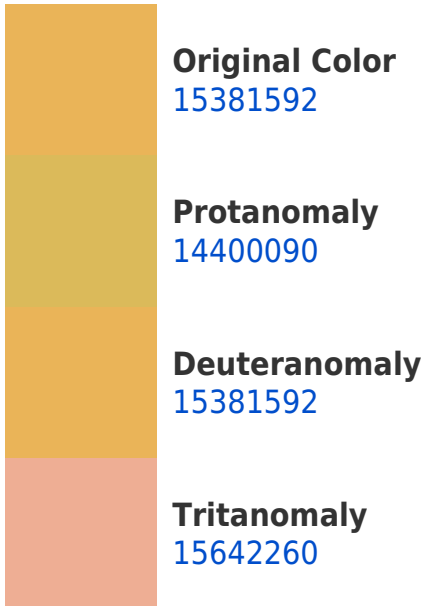 Original Color
15381592
Protanomaly
14400090
Deuteranomaly
15381592
Tritanomaly
15642260